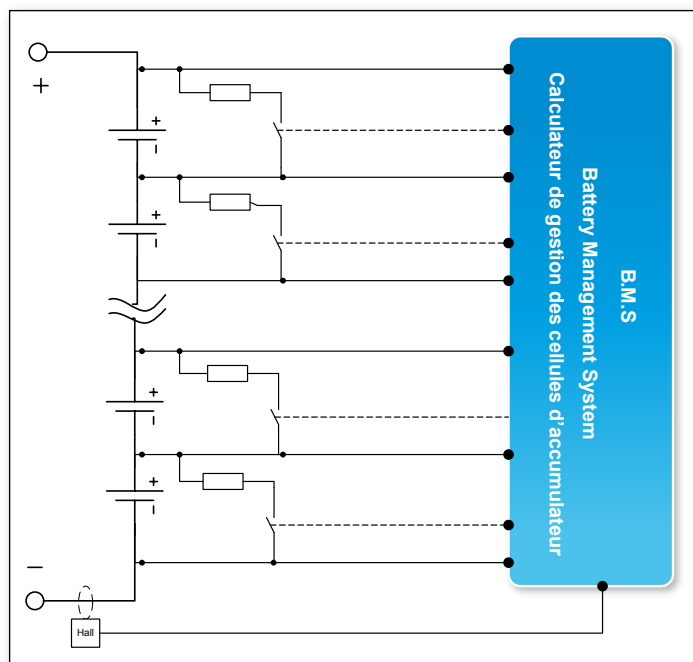 B.M.S
Battery Management System
Calculateur de gestion des cellules d'accumulateur
+
+
−
+
−
+
−
+
−
−
Hall